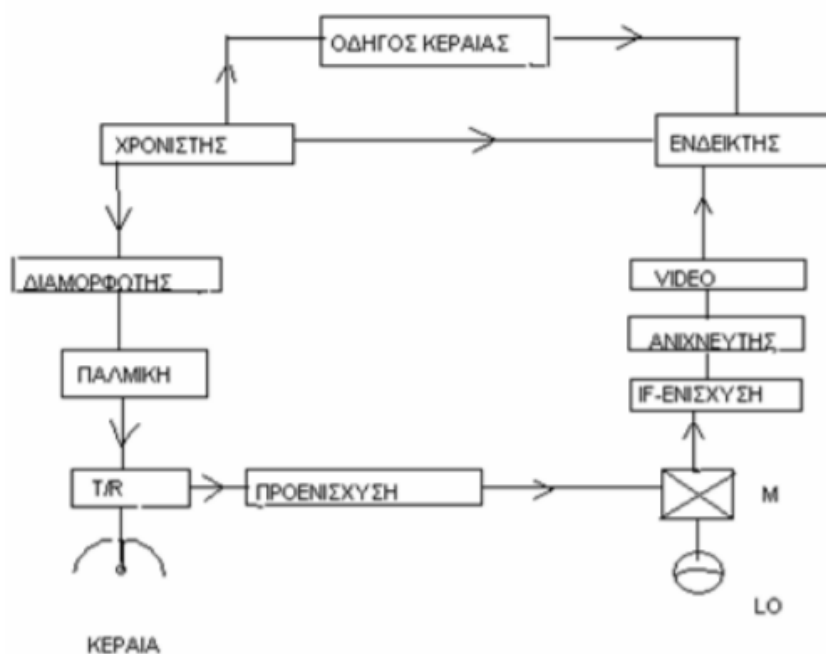 ΟΔΗΓΟΣ ΚΕΡΑΙΑΣ
ΧΡΟΝΙΣΤΗΣ
ΕΝΔΕΙΚΤΗΣ
ΔΙΑΜΟΡΦΩΤΗΣ
VIDEO
ΑΝΙΧΝΕΥΤΗΣ
ΠΑΛΜΙΚΗ
IF-ΕΝΙΣΧΥΣΗ
T/R
ΠΡΟΕΝΙΣΧΥΣΗ
M
LO
ΚΕΡΑΙΑ